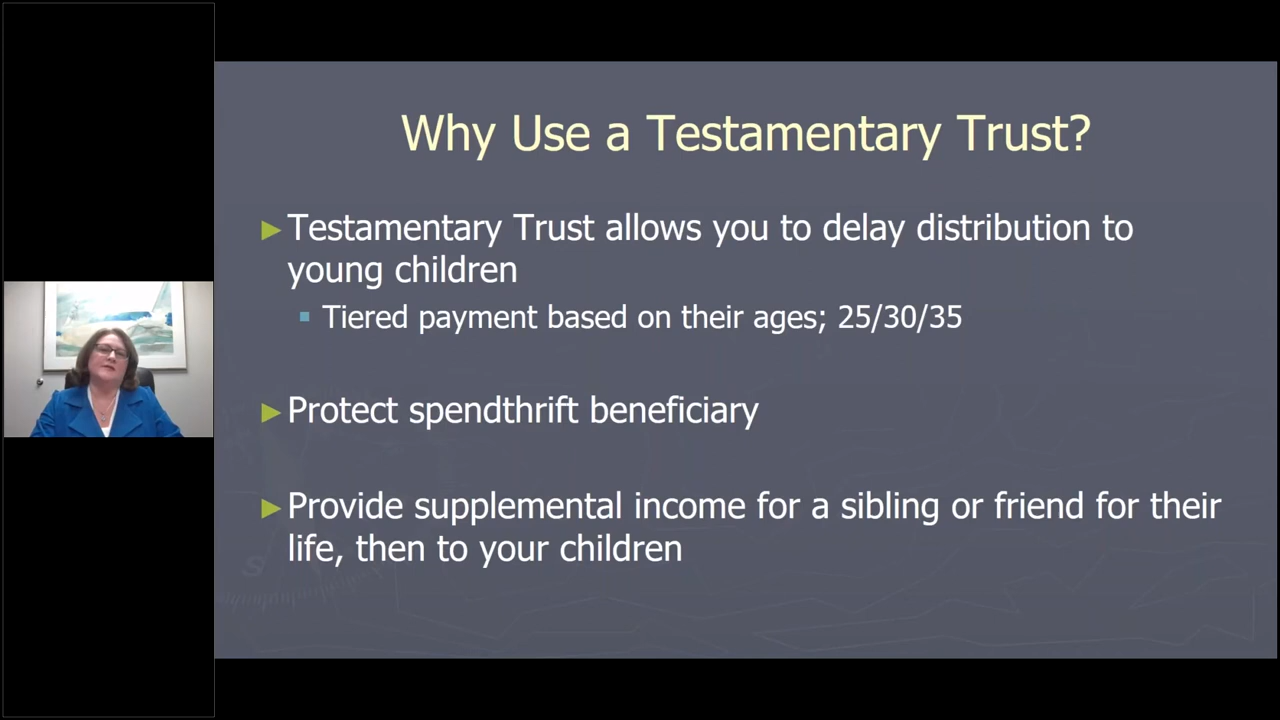 Why Use a Testamentary Trust?
Testamentary Trust allows you to delay distribution to
young children
Tiered payment based on their ages; 25/30/35
Protect spendthrift beneficiary
Provide supplemental income for a sibling or friend for their
life, then to your children
S